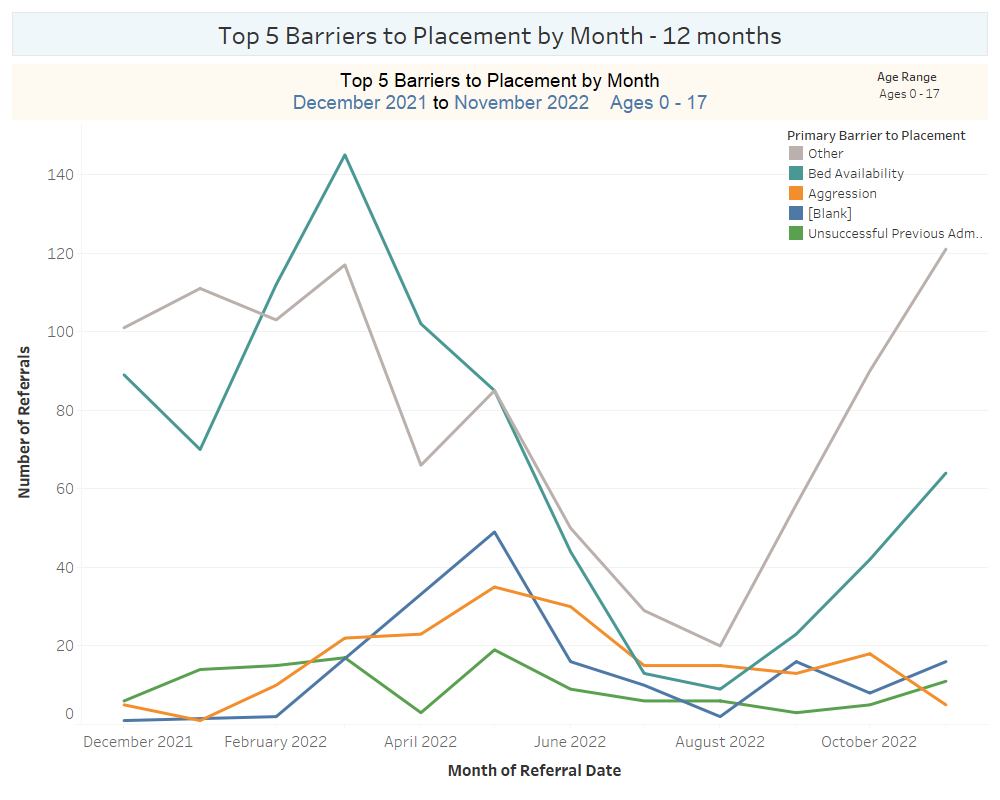 Top 5 Barriers to Placement by Month - 12 months
Top 5 Barriers to Placement by Month
December 2021 to November 2022 Ages 0 - 17
Age Range
Ages 0 - 17
Primary Barrier to Placement
Other
Bed Availability
Aggression
[Blank]
Unsuccessful Previous Adm..
Number of Referrals
140
120
100
80
60
40
20
0
December 2021 February 2022 April 2022 June 2022 August 2022 October 2022
Month of Referral Date